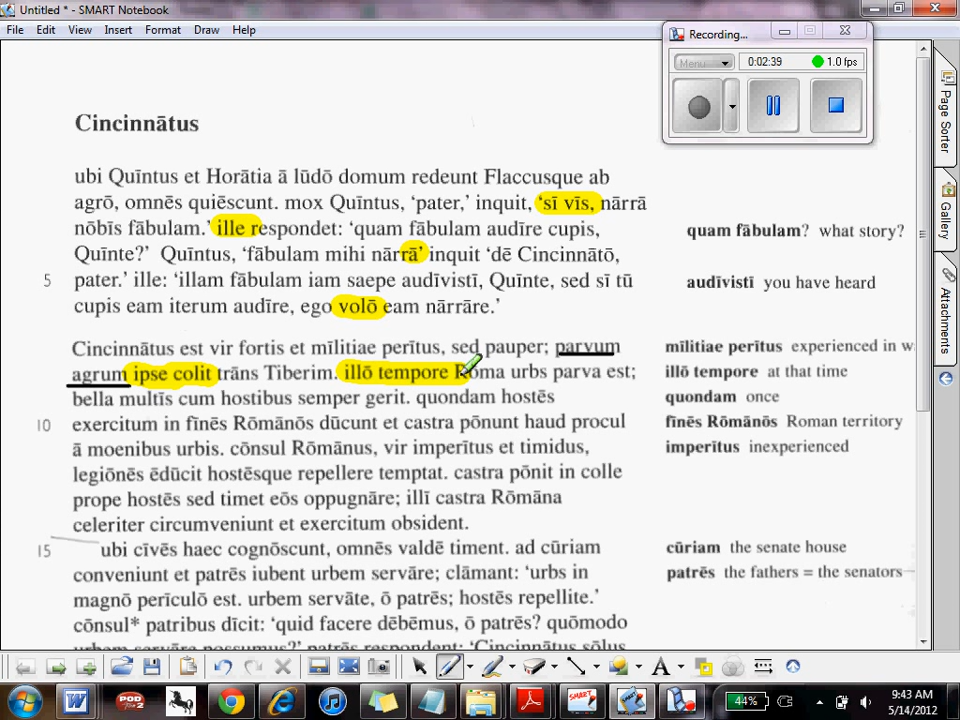 Untitled * - SMART Notebook
File Edit View Insert Format Draw Help
Recording...
Menu 0:02:39 1.0 fps
Cincinnātus
ubi Quīntus et Horātia ā lūdō domum redeunt Flaccusque ab
agrō, omnēs quiēscunt. mox Quīntus, ‘pater,’ inquit, ‘sī vīs, nārrā
nōbīs fābulam.’ ille respondet: ‘quam fābulam audīre cupis,
Quīnte?’ Quīntus, ‘fābulam mihi nārrā’ inquit ‘dē Cincinnātō,
5 pater.’ ille: ‘illam fābulam iam saepe audīvistī, Quīnte, sed sī tū
cupis eam iterum audīre, ego volō eam nārrāre.’
quam fābulam? what story?
audīvistī you have heard
Cincinnātus est vir fortis et mīlitiae perītus, sed pauper; parvum
agrum ipse colit trāns Tiberim. illō tempore Rōma urbs parva est;
bella multīs cum hostibus semper gerit. quondam hostēs
10 exercitum in fīnēs Rōmānōs dūcunt et castra pōnunt haud procul
ā moenibus urbis. cōnsul Rōmānus, vir imperītus et timidus,
legiōnēs ēdūcit hostēsque repellere temptat. castra pōnit in colle
prope hostēs sed timet eōs oppugnāre; illī castra Rōmāna
celeriter circumveniunt et exercitum obsident.
mīlitiae perītus experienced in w
illō tempore at that time
quondam once
fīnēs Rōmānōs Roman territory
imperītus inexperienced
15 ubi cīvēs haec cognōscunt, omnēs valdē timent. ad cūriam
conveniunt et patrēs iubent urbem servāre; clāmant: ‘urbs in
magnō perīculō est. urbem servāte, ō patrēs; hostēs repellite.’
cōnsul* patribus dīcit: ‘quid facere dēbēmus, ō patrēs? quōmodo
urbem servāre possumus?’ patrēs respondent: ‘Cincinnātus sōlus
cūriam the senate house
patrēs the fathers = the senators
Page Sorter
Gallery
Attachments
POD
44%
9:43 AM
5/14/2012